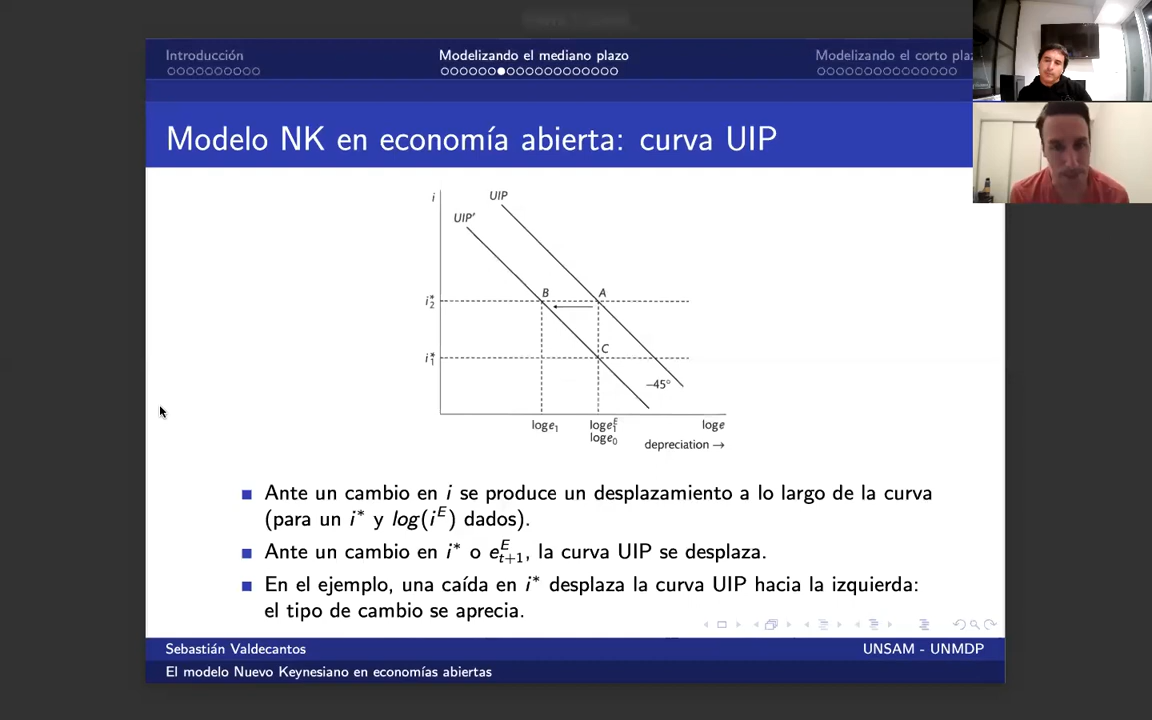 Introducción
Modelizando el mediano plazo
Modelizando el corto pla
Modelo NK en economía abierta: curva UIP
i
UIP
UIP′
i*2
B
A
i*1
C
−45°
loge1
loge1^E
loge
loge0
depreciation →
Ante un cambio en i se produce un desplazamiento a lo largo de la curva
(para un i* y log(i^E) dados).
Ante un cambio en i* o e^E_{t+1}, la curva UIP se desplaza.
En el ejemplo, una caída en i* desplaza la curva UIP hacia la izquierda:
el tipo de cambio se aprecia.
Sebastián Valdecantos
UNSAM - UNMDP
El modelo Nuevo Keynesiano en economías abiertas